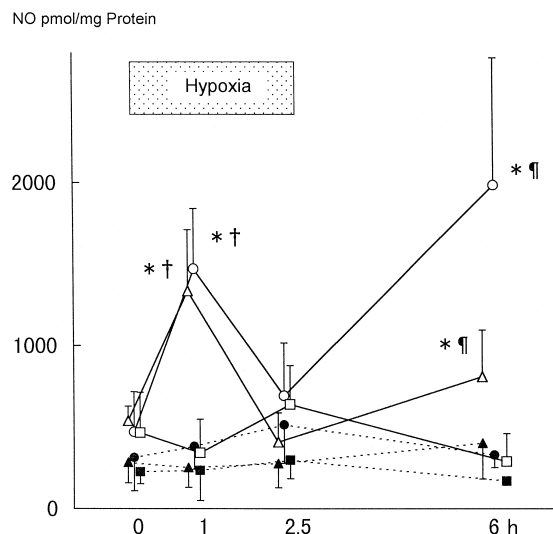 NO pmol/mg Protein
Hypoxia
2000
* ¶
* †
* †
1000
* ¶
0
0 1 2.5 6 h